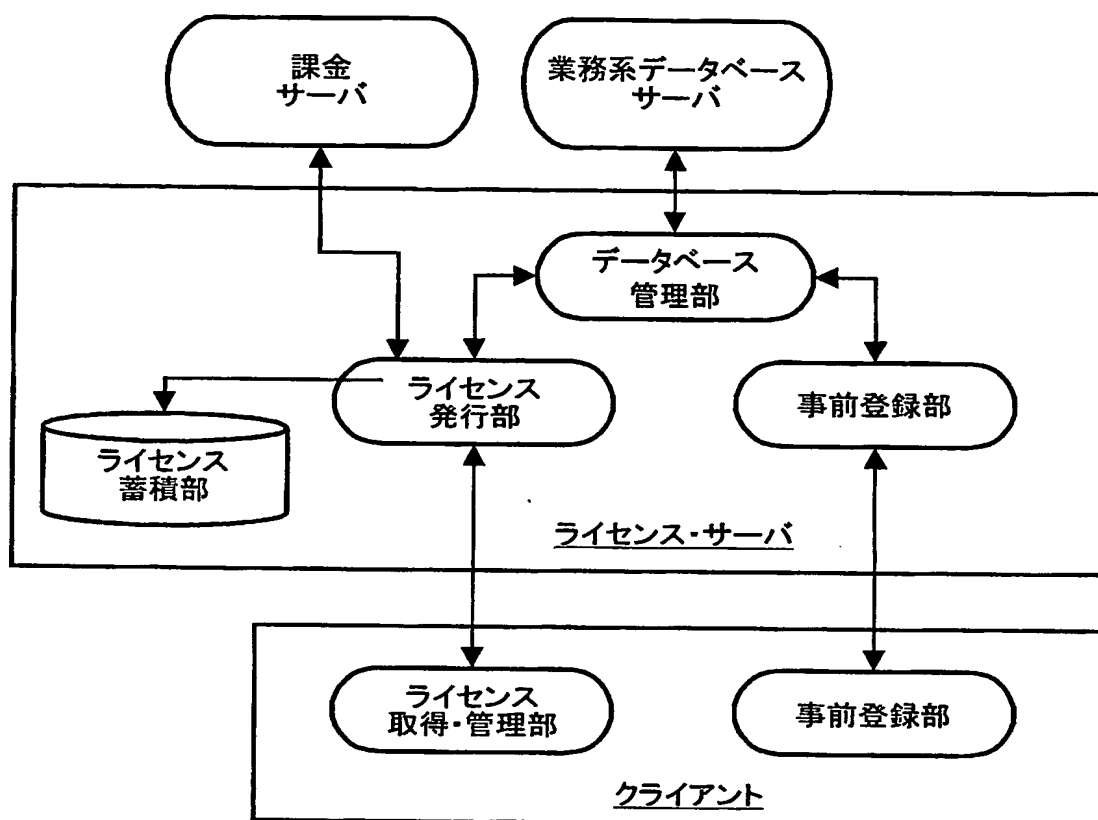 課金
サーバ
業務系データベース
サーバ
データベース
管理部
ライセンス
発行部
事前登録部
ライセンス
蓄積部
ライセンス・サーバ
ライセンス
取得・管理部
事前登録部
クライアント